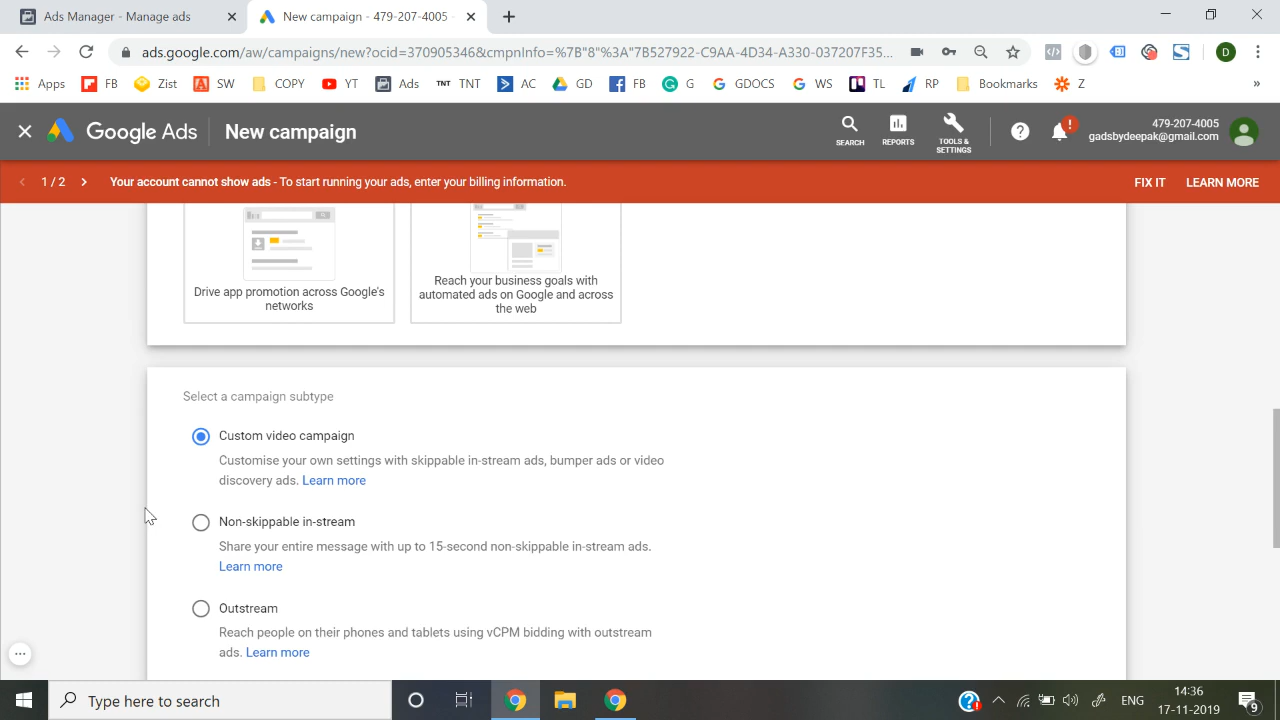 Ads Manager - Manage ads
New campaign - 479-207-4005 -
ads.google.com/aw/campaigns/new?ocid=370905346&cmpnInfo=%7B"8"%3A"7B527922-C9AA-4D34-A330-037207F35...
D
Apps
FB
Zist
SW
COPY
YT
Ads
TNT TNT
AC
GD
FB
G
GDOCS
WS
TL
RP
Bookmarks
Z
»
Google Ads
New campaign
SEARCH
REPORTS
TOOLS &
SETTINGS
479-207-4005
gadsbydeepak@gmail.com
1 / 2
Your account cannot show ads - To start running your ads, enter your billing information.
FIX IT
LEARN MORE
Drive app promotion across Google's
networks
Reach your business goals with
automated ads on Google and across
the web
Select a campaign subtype
Custom video campaign
Customise your own settings with skippable in-stream ads, bumper ads or video
discovery ads. Learn more
Non-skippable in-stream
Share your entire message with up to 15-second non-skippable in-stream ads.
Learn more
Outstream
Reach people on their phones and tablets using vCPM bidding with outstream
ads. Learn more
Type here to search
ENG
14:36
17-11-2019
9